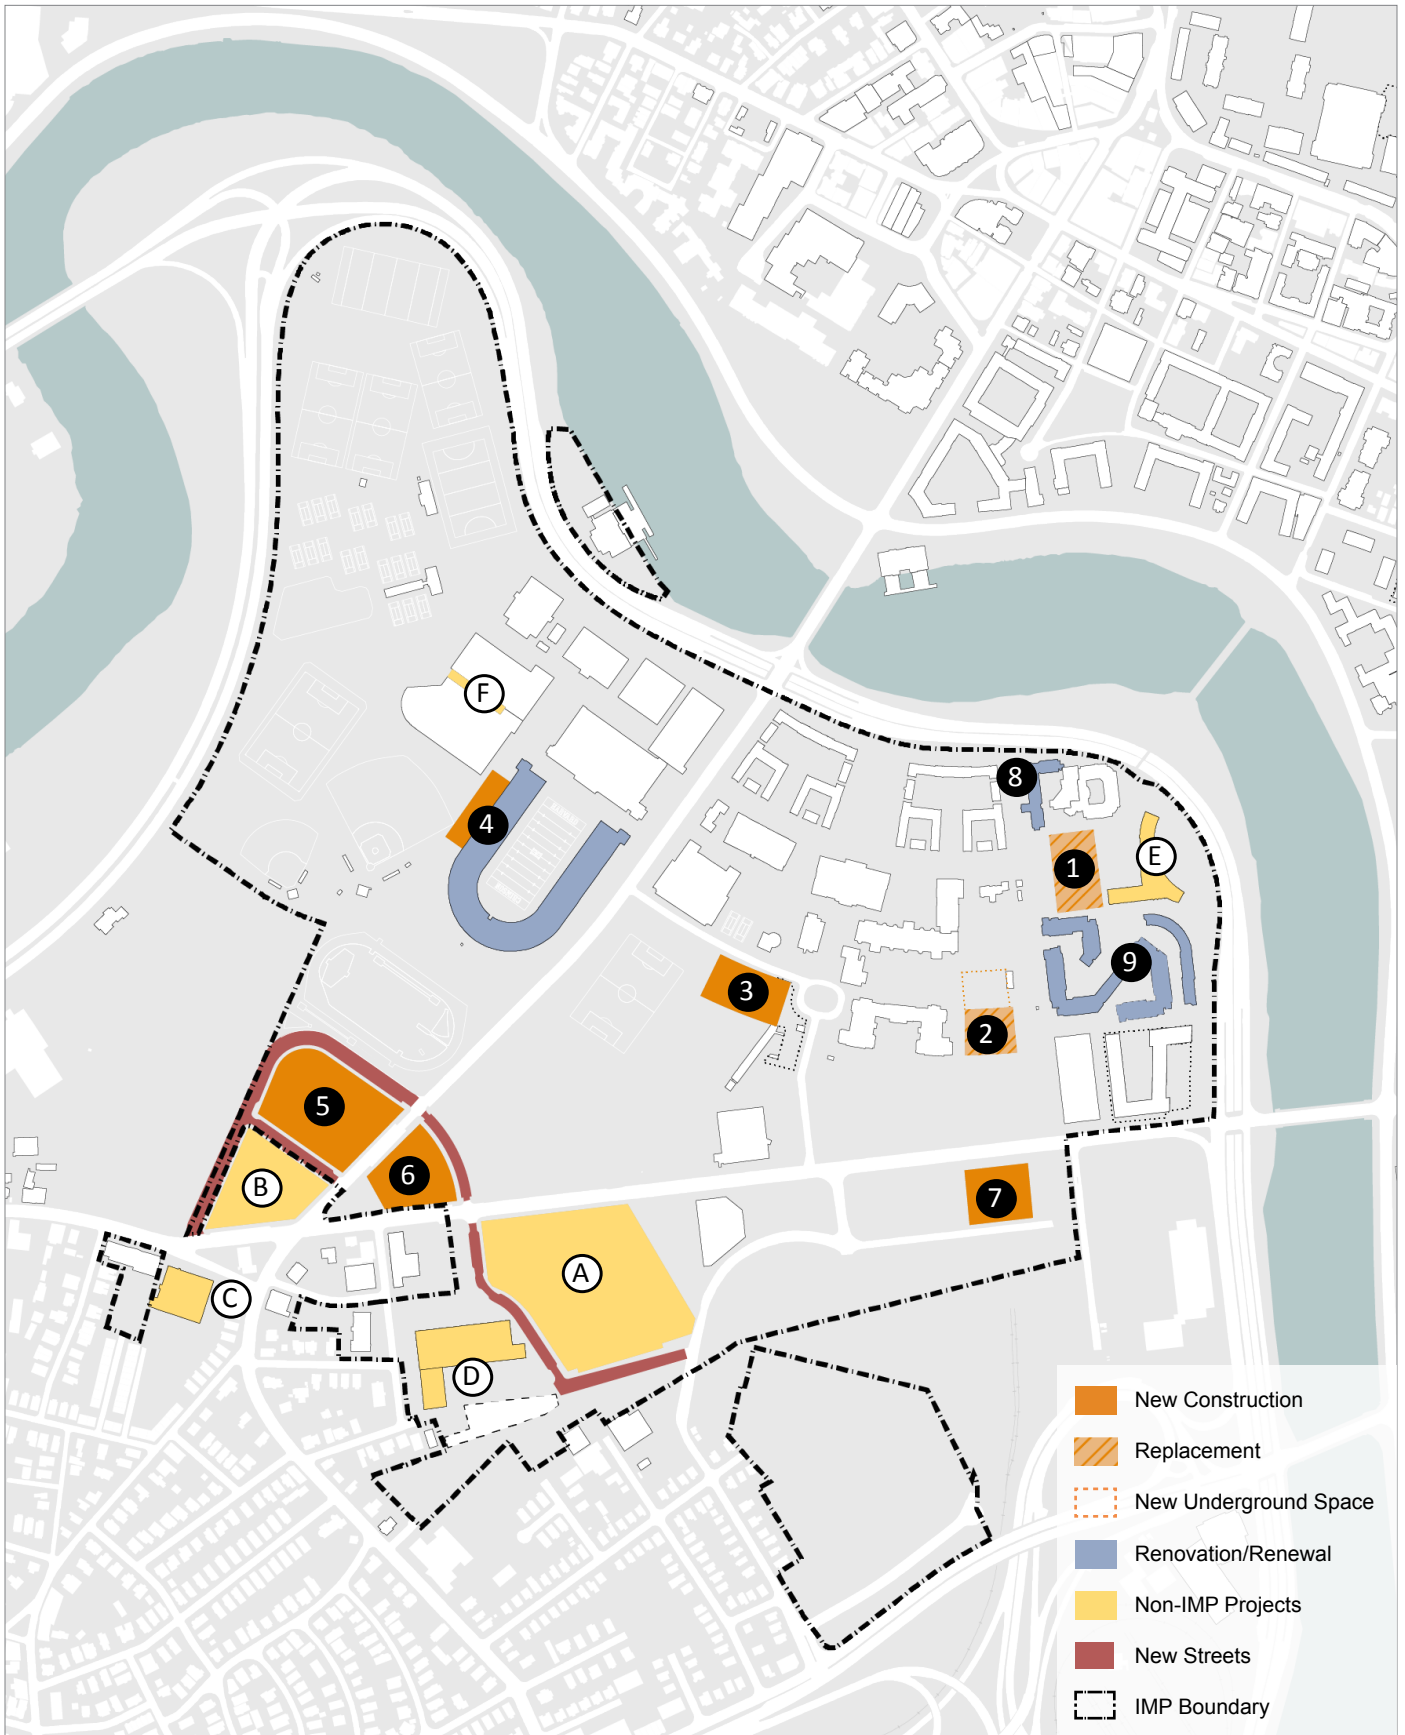 F
8
4
1
E
9
3
2
5
6
B
7
A
C
D
New Construction
Replacement
New Underground Space
Renovation/Renewal
Non-IMP Projects
New Streets
IMP Boundary